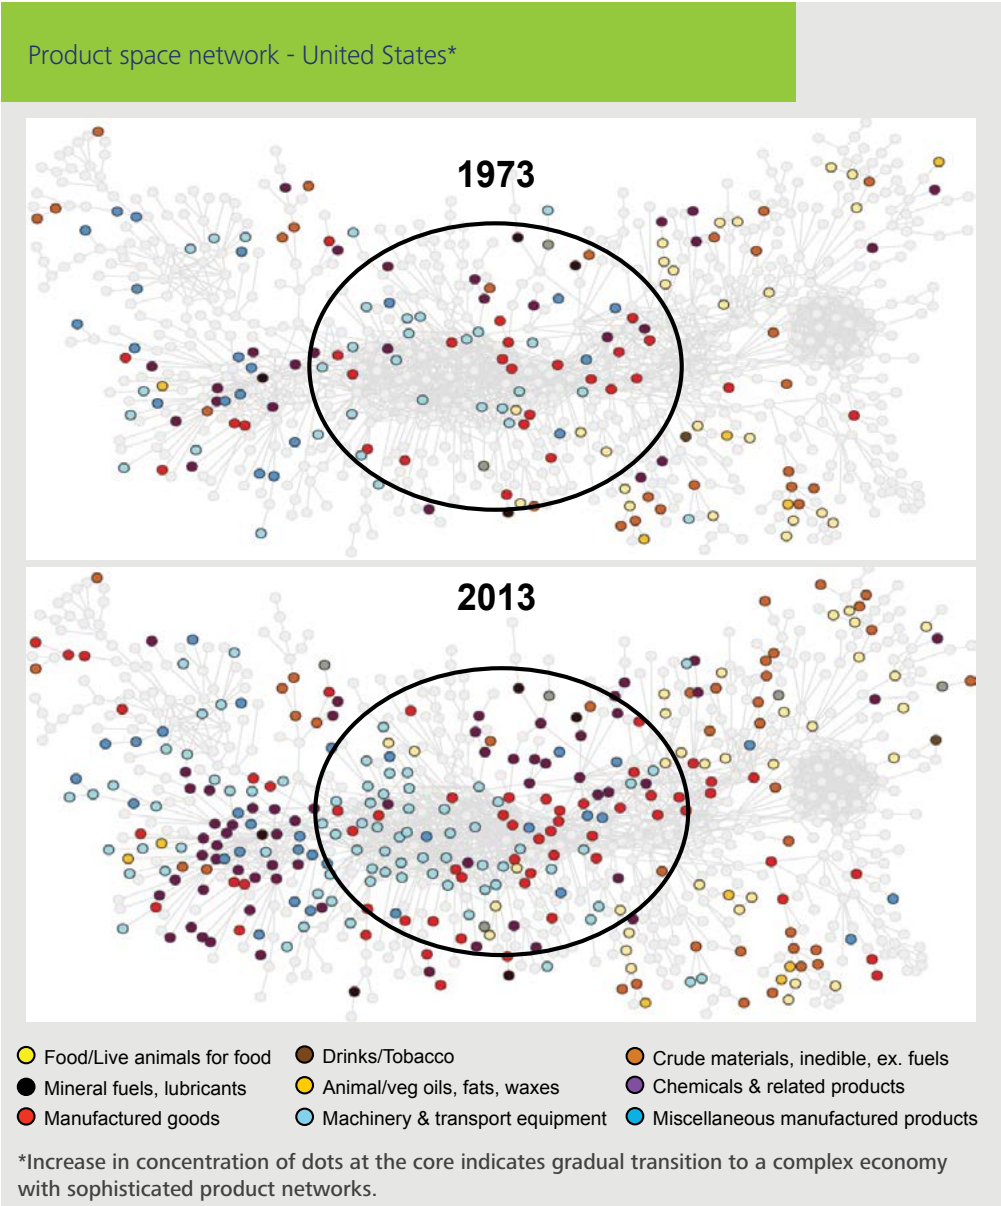 Product space network - United States*
1973
2013
Food/Live animals for food
Drinks/Tobacco
Crude materials, inedible, ex. fuels
Mineral fuels, lubricants
Animal/veg oils, fats, waxes
Chemicals & related products
Manufactured goods
Machinery & transport equipment
Miscellaneous manufactured products
*Increase in concentration of dots at the core indicates gradual transition to a complex economy
with sophisticated product networks.